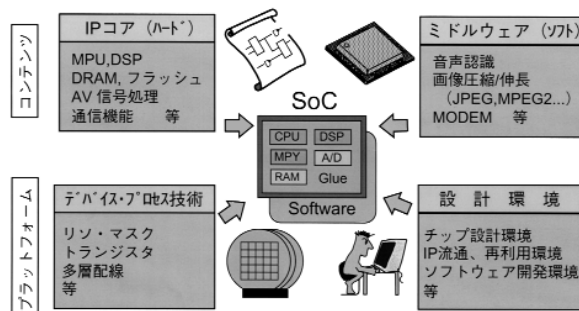 コンテンツ
IPコア (ハード)
MPU,DSP
DRAM, フラッシュ
AV 信号処理
通信機能 等
ミドルウェア (ソフト)
音声認識
画像圧縮/伸長
(JPEG,MPEG2...)
MODEM 等
SoC
CPU DSP
MPY A/D
RAM Glue
Software
プラットフォーム
デバイス・プロセス技術
リソ・マスク
トランジスタ
多層配線
等
設 計 環 境
チップ設計環境
IP流通、再利用環境
ソフトウェア開発環境
等